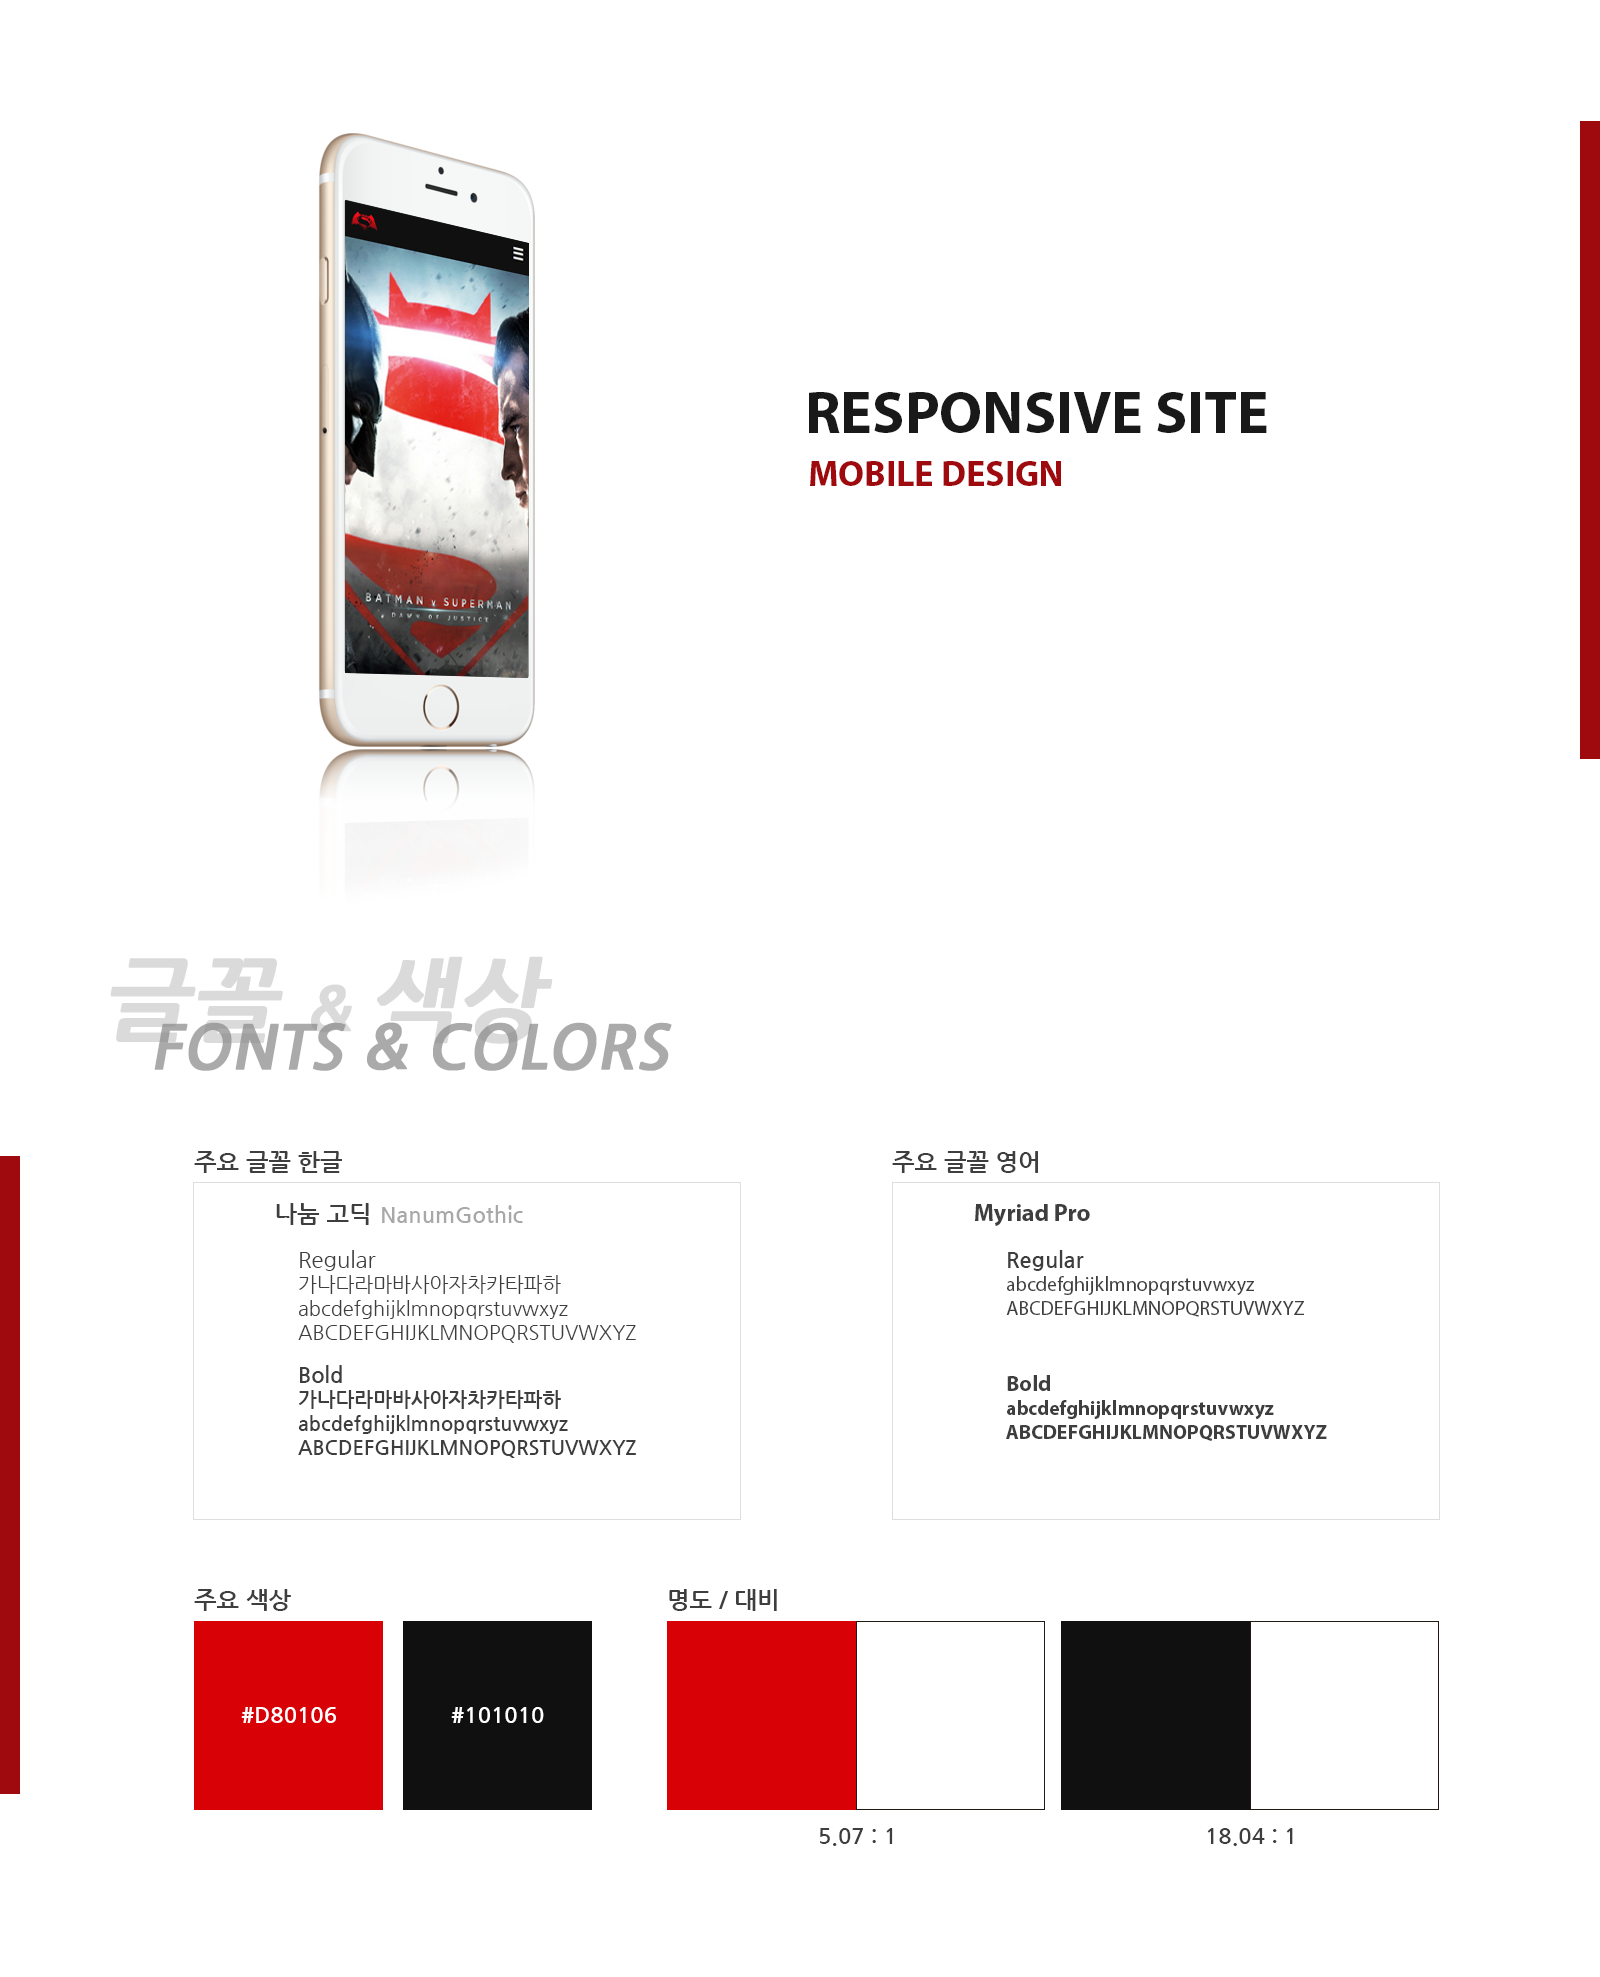 BATMAN v SUPERMAN
DAWN OF JUSTICE
RESPONSIVE SITE
MOBILE DESIGN
글꼴 & 색상
FONTS & COLORS
주요 글꼴 한글
나눔 고딕 NanumGothic
Regular
가나다라마바사아자차카타파하
abcdefghijklmnopqrstuvwxyz
ABCDEFGHIJKLMNOPQRSTUVWXYZ
Bold
가나다라마바사아자차카타파하
abcdefghijklmnopqrstuvwxyz
ABCDEFGHIJKLMNOPQRSTUVWXYZ
주요 글꼴 영어
Myriad Pro
Regular
abcdefghijklmnopqrstuvwxyz
ABCDEFGHIJKLMNOPQRSTUVWXYZ
Bold
abcdefghijklmnopqrstuvwxyz
ABCDEFGHIJKLMNOPQRSTUVWXYZ
주요 색상
#D80106
#101010
명도 / 대비
5.07 : 1
18.04 : 1